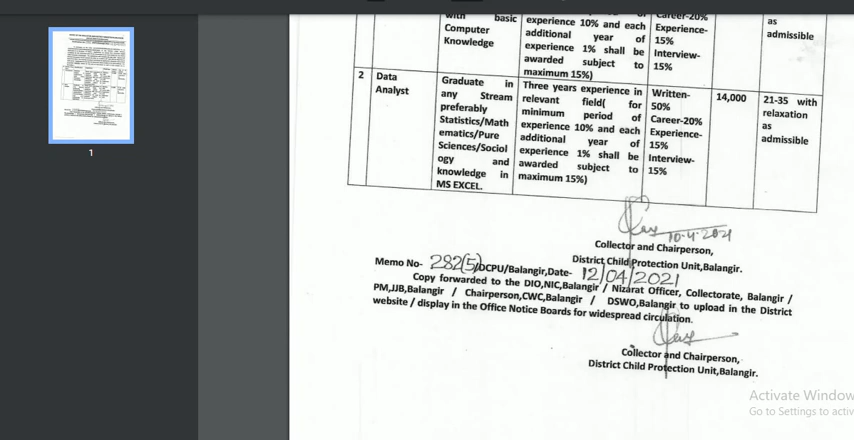 with basic
Computer
Knowledge
experience 10% and each
additional year of
experience 1% shall be
awarded subject to
maximum 15%)
Career-20%
Experience-
15%
Interview-
15%
as
admissible
2
Data
Analyst
Graduate in
any Stream
preferably
Statistics/Math
ematics/Pure
Sciences/Sociol
ogy and
knowledge in
MS EXCEL.
Three years experience in
relevant field( for
minimum period of
experience 10% and each
additional year of
experience 1% shall be
awarded subject to
maximum 15%)
Written-
50%
Career-20%
Experience-
15%
Interview-
15%
14,000
21-35 with
relaxation
as
admissible
10-4-2021
Collector and Chairperson,
District Child Protection Unit,Balangir.
Memo No- 282(5)/DCPU/Balangir,Date- 12/04/2021
Copy forwarded to the DIO,NIC,Balangir / Nizarat Officer, Collectorate, Balangir /
PM,JJB,Balangir / Chairperson,CWC,Balangir / DSWO,Balangir to upload in the District
website / display in the Office Notice Boards for widespread circulation.
Collector and Chairperson,
District Child Protection Unit,Balangir.
1
Activate Window
Go to Settings to activ